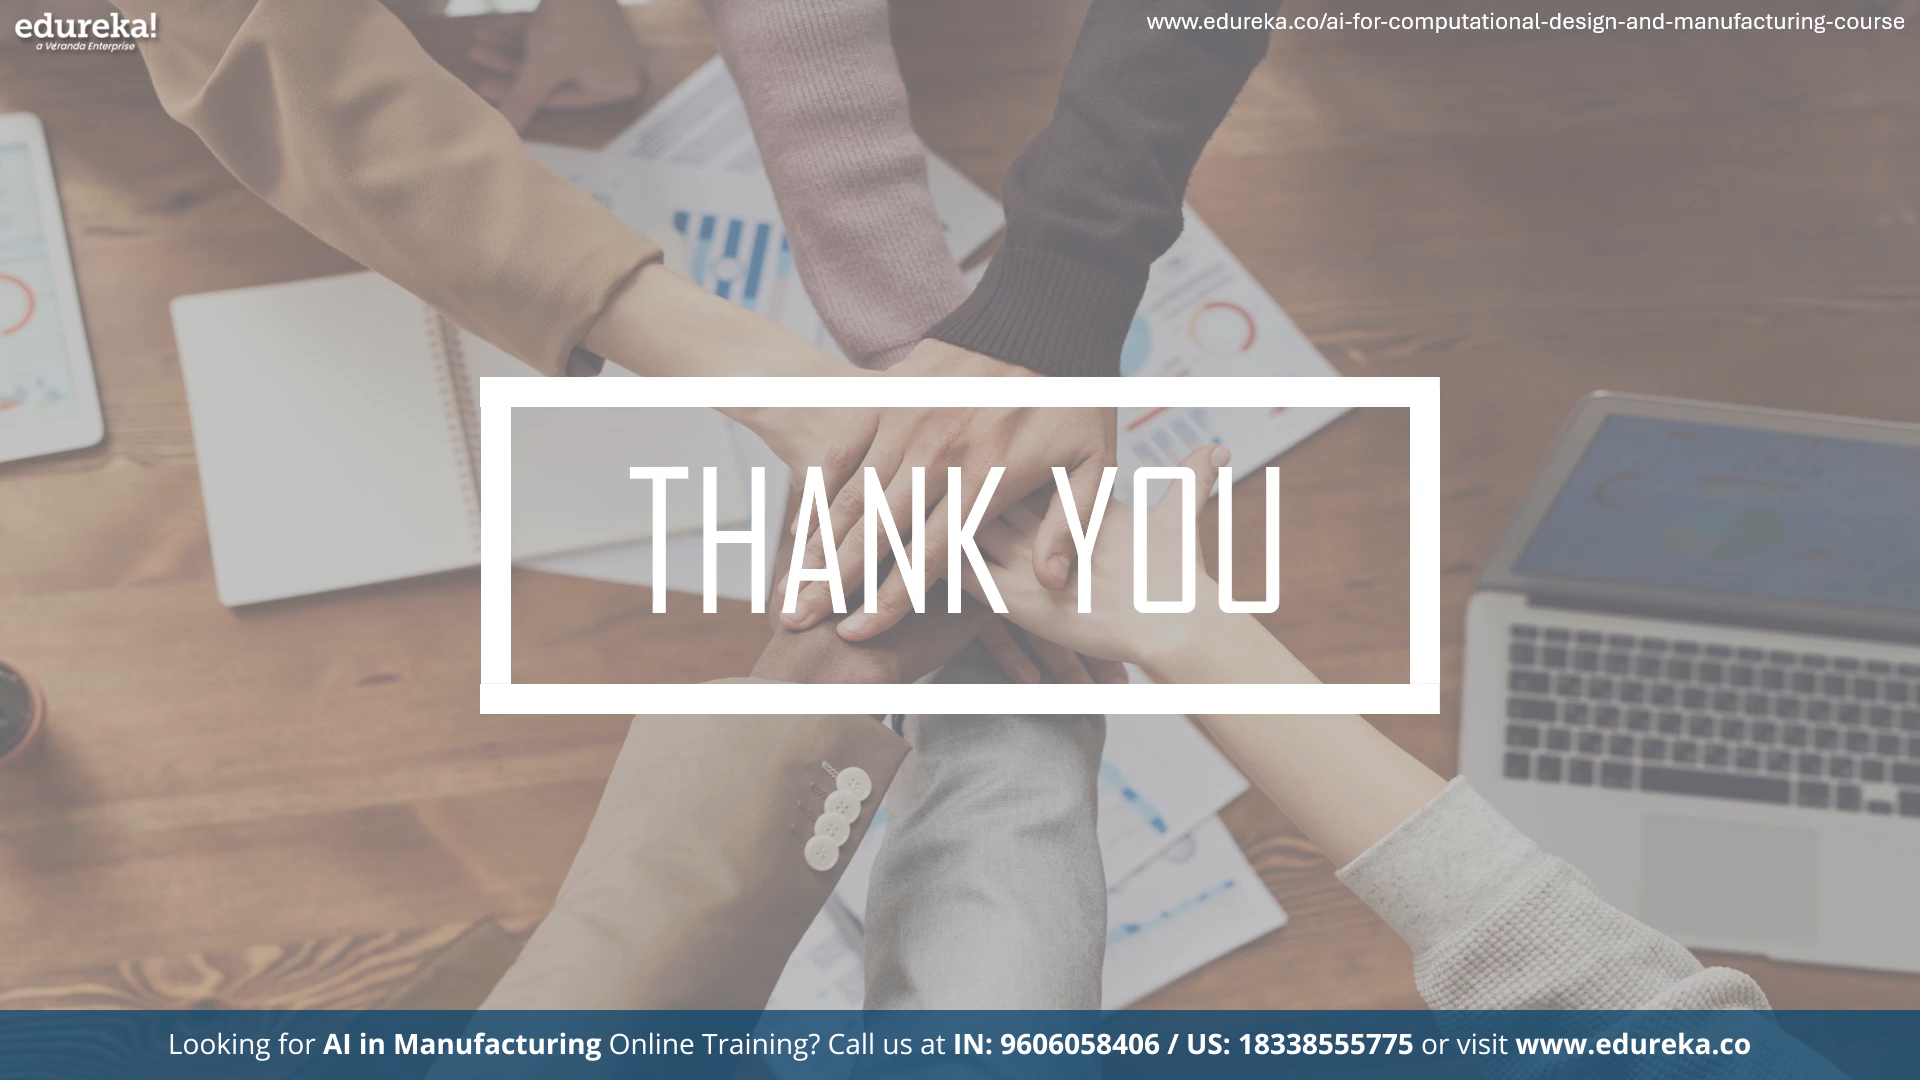 edureka!
a Veranda Enterprise
www.edureka.co/ai-for-computational-design-and-manufacturing-course
THANK YOU
Looking for AI in Manufacturing Online Training? Call us at IN: 9606058406 / US: 18338555775 or visit www.edureka.co